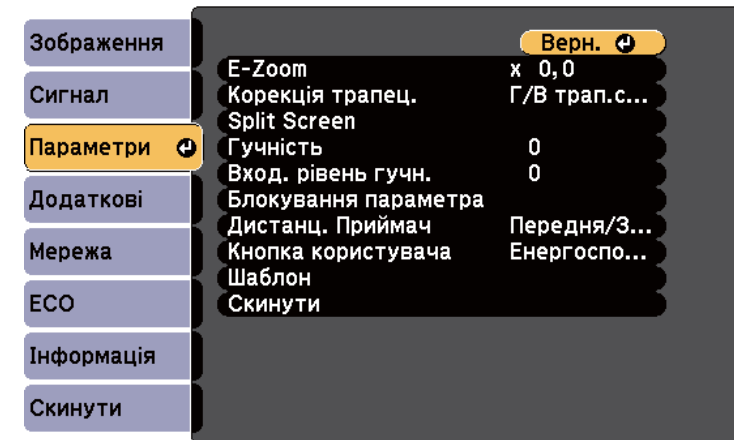 Зображення
Сигнал
Параметри
Додаткові
Мережа
ECO
Інформація
Скинути
Верн.
E-Zoom x 0,0
Корекція трапец. Г/В трап.с...
Split Screen
Гучність 0
Вход. рівень гучн. 0
Блокування параметра
Дистанц. Приймач Передня/З...
Кнопка користувача Енергоспо...
Шаблон
Скинути